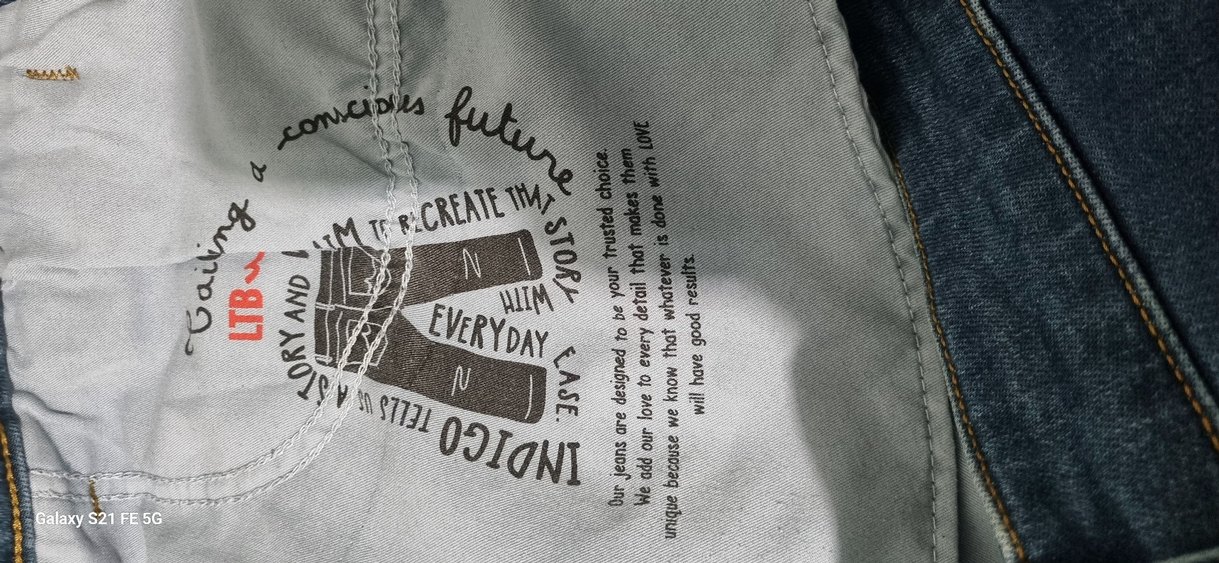 Tailing a conscious future
LTB
INDIGO TELLS US A STORY AND AIM TO RECREATE THAT STORY WITH EVERYDAY EASE.
Our jeans are designed to be your trusted choice.
We add our love to every detail that makes them
unique because we know that whatever is done with LOVE
will have good results.
Galaxy S21 FE 5G